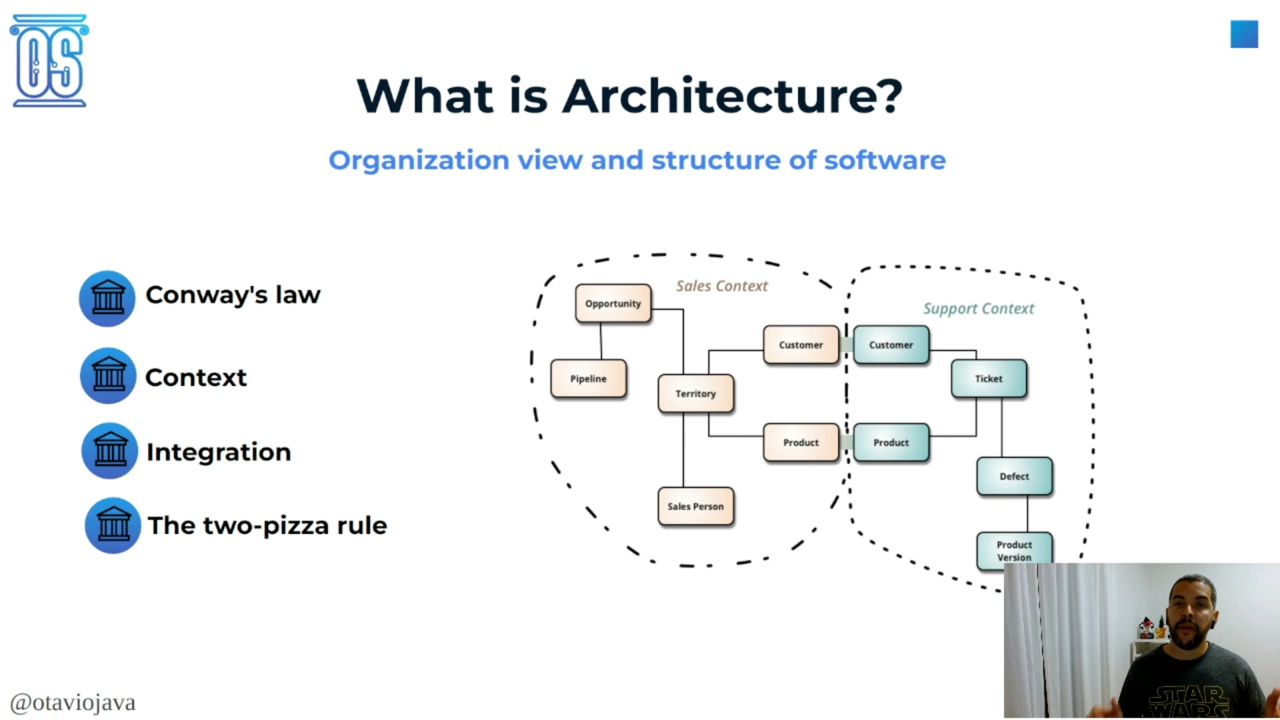 OS
What is Architecture?
Organization view and structure of software
Conway's law
Context
Integration
The two-pizza rule
Sales Context
Opportunity
Pipeline
Territory
Customer
Product
Sales Person
Support Context
Customer
Ticket
Product
Defect
Product
Version
STAR
WARS
@otaviojava